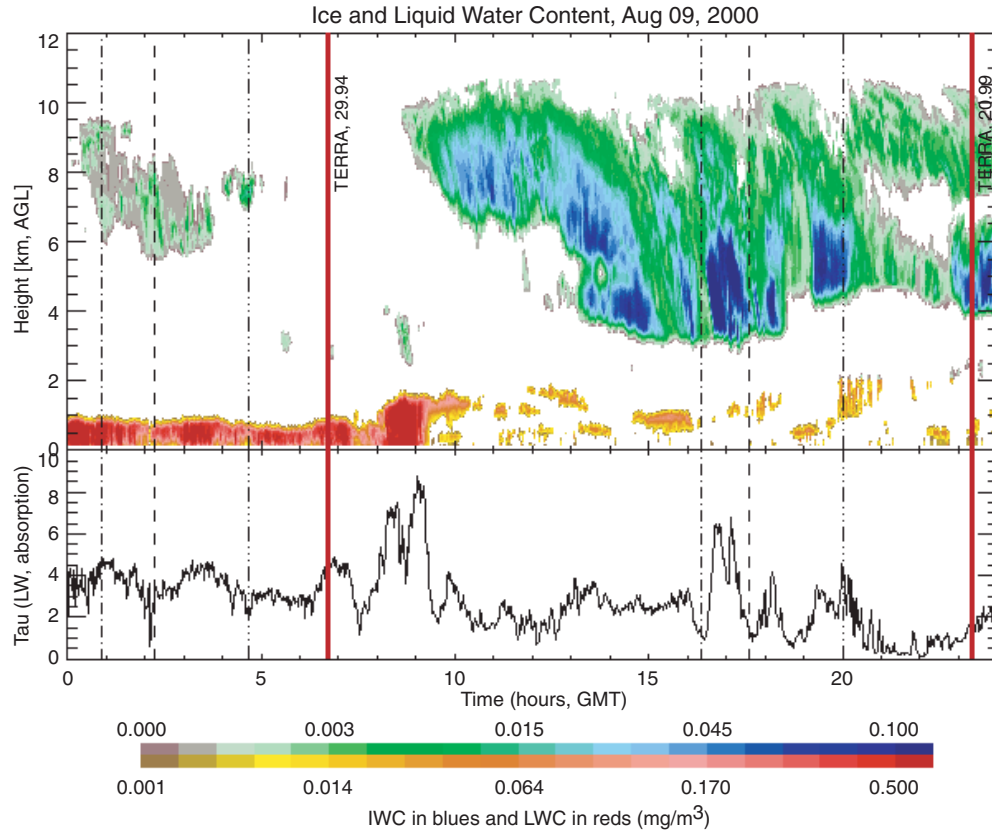 Ice and Liquid Water Content, Aug 09, 2000
12
10
8
6
4
2
0
Height [km, AGL]
TERRA, 29.94
TERRA, 20.99
10
8
6
4
2
0
Tau (LW, absorption)
0 5 10 15 20
Time (hours, GMT)
0.000 0.003 0.015 0.045 0.100
0.001 0.014 0.064 0.170 0.500
IWC in blues and LWC in reds (mg/m³)